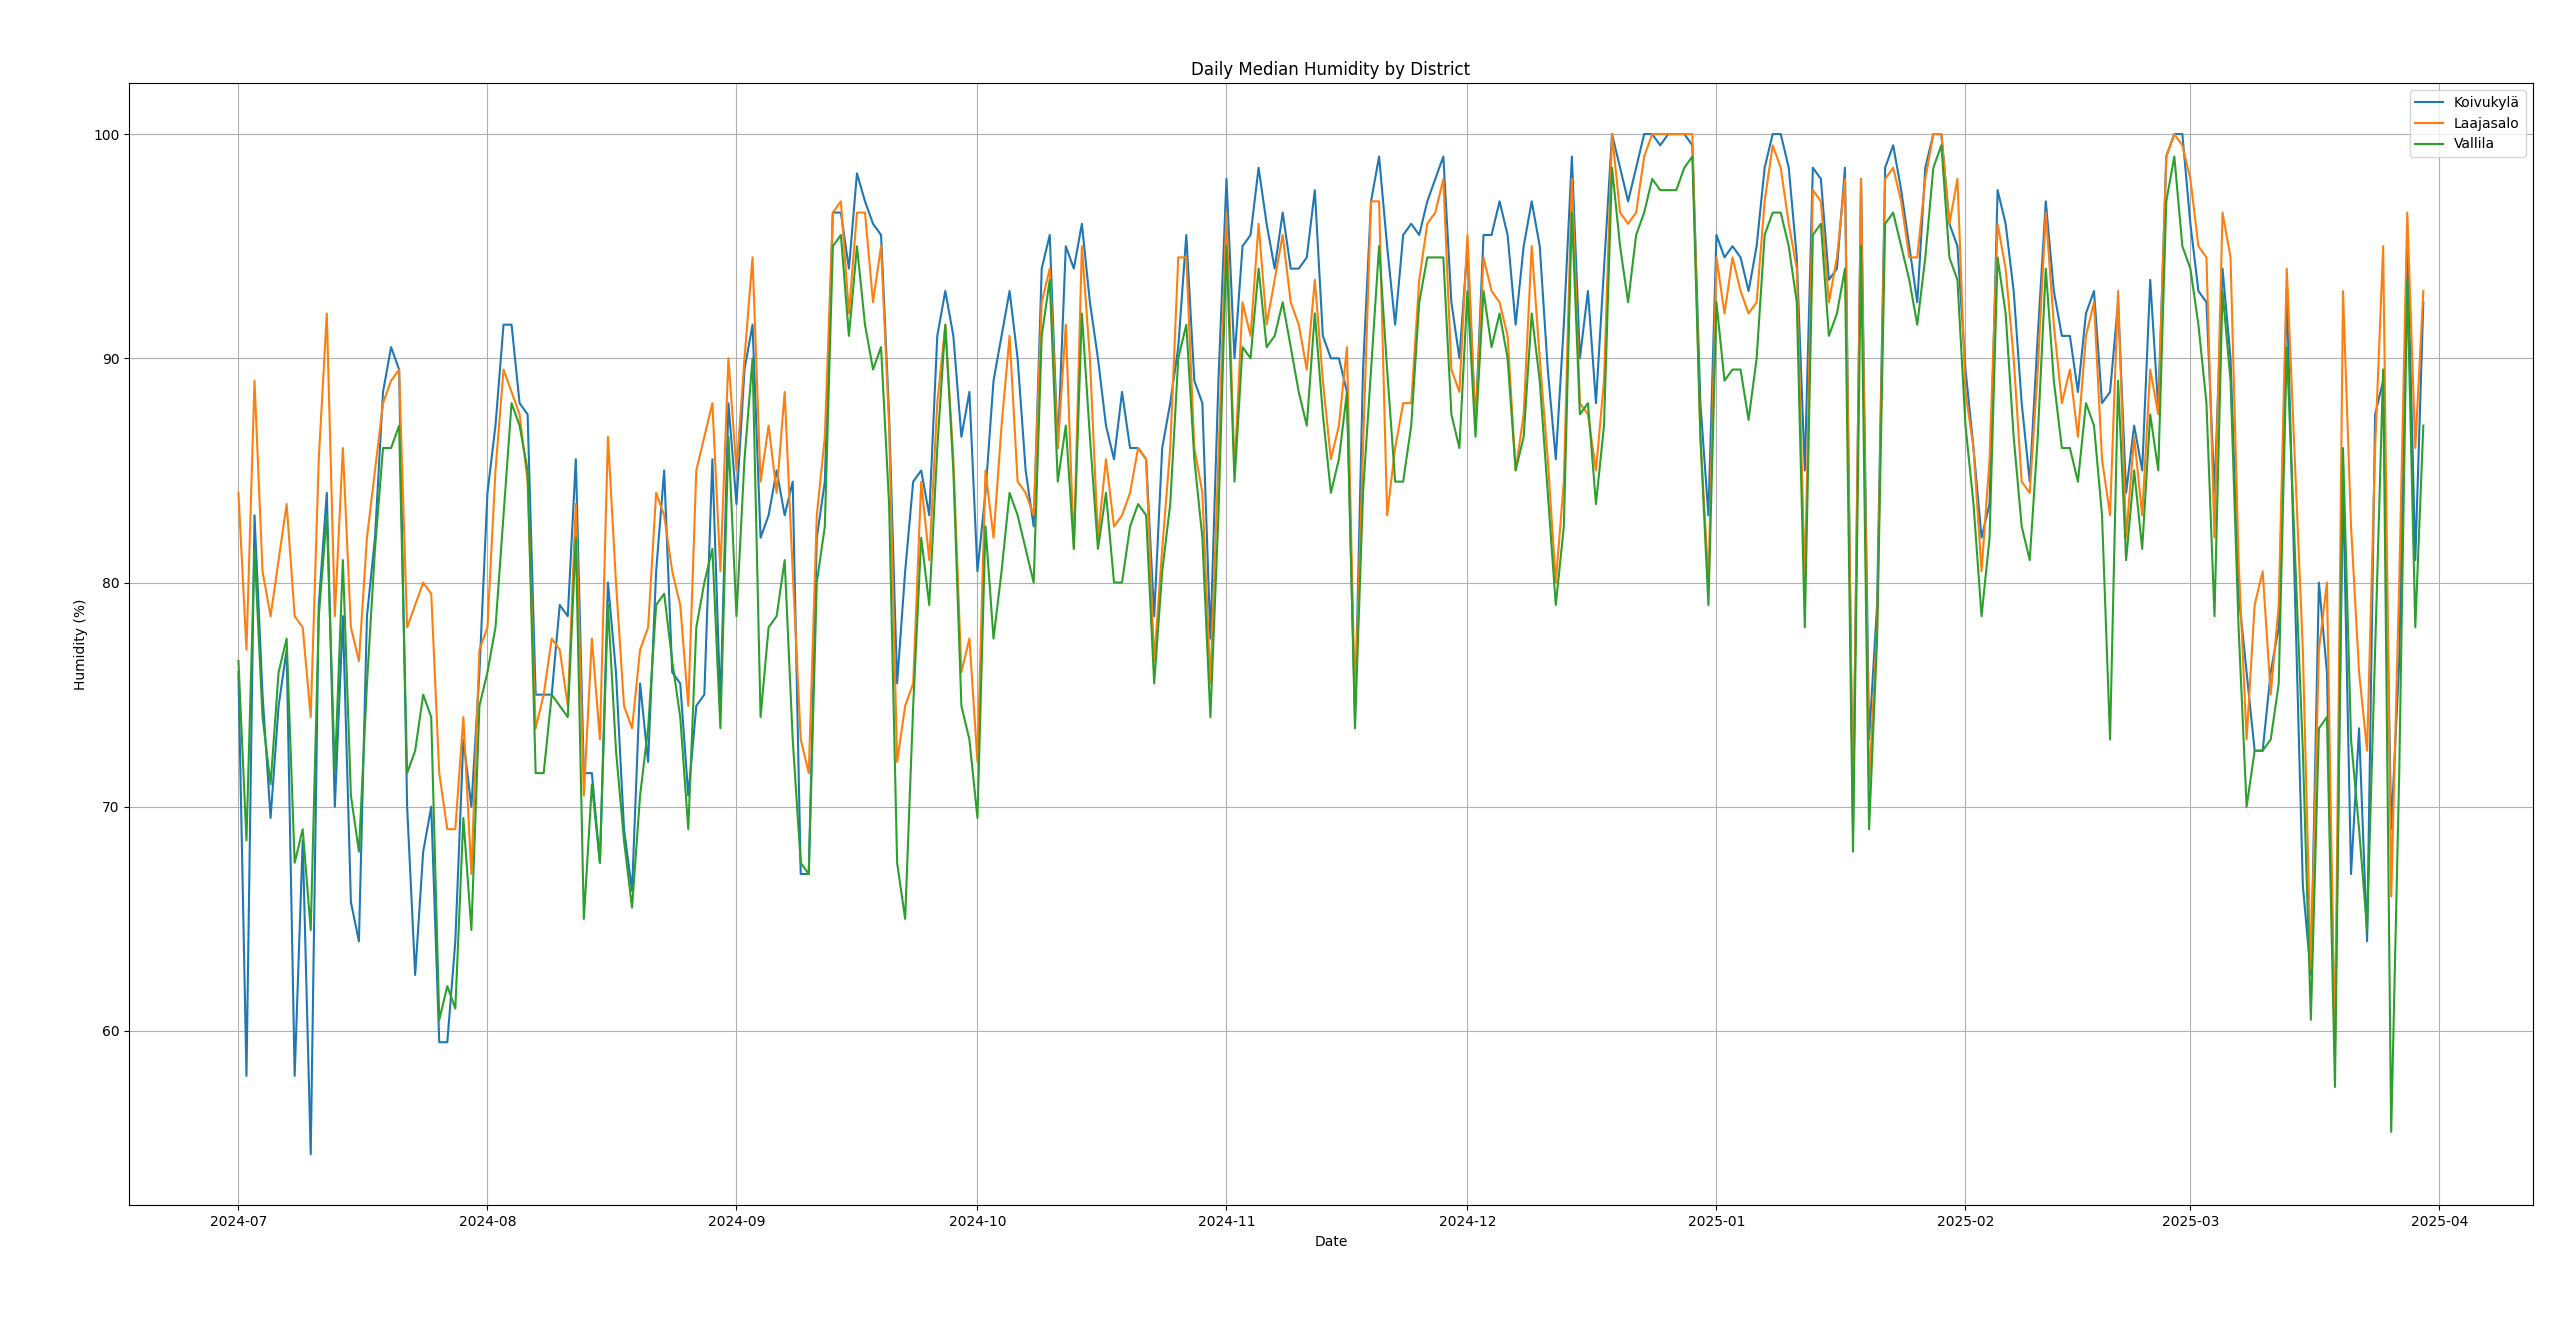 Daily Median Humidity by District
Koivukylä
Laajasalo
Vallila
100
90
80
70
60
Humidity (%)
2024-07 2024-08 2024-09 2024-10 2024-11 2024-12 2025-01 2025-02 2025-03 2025-04
Date